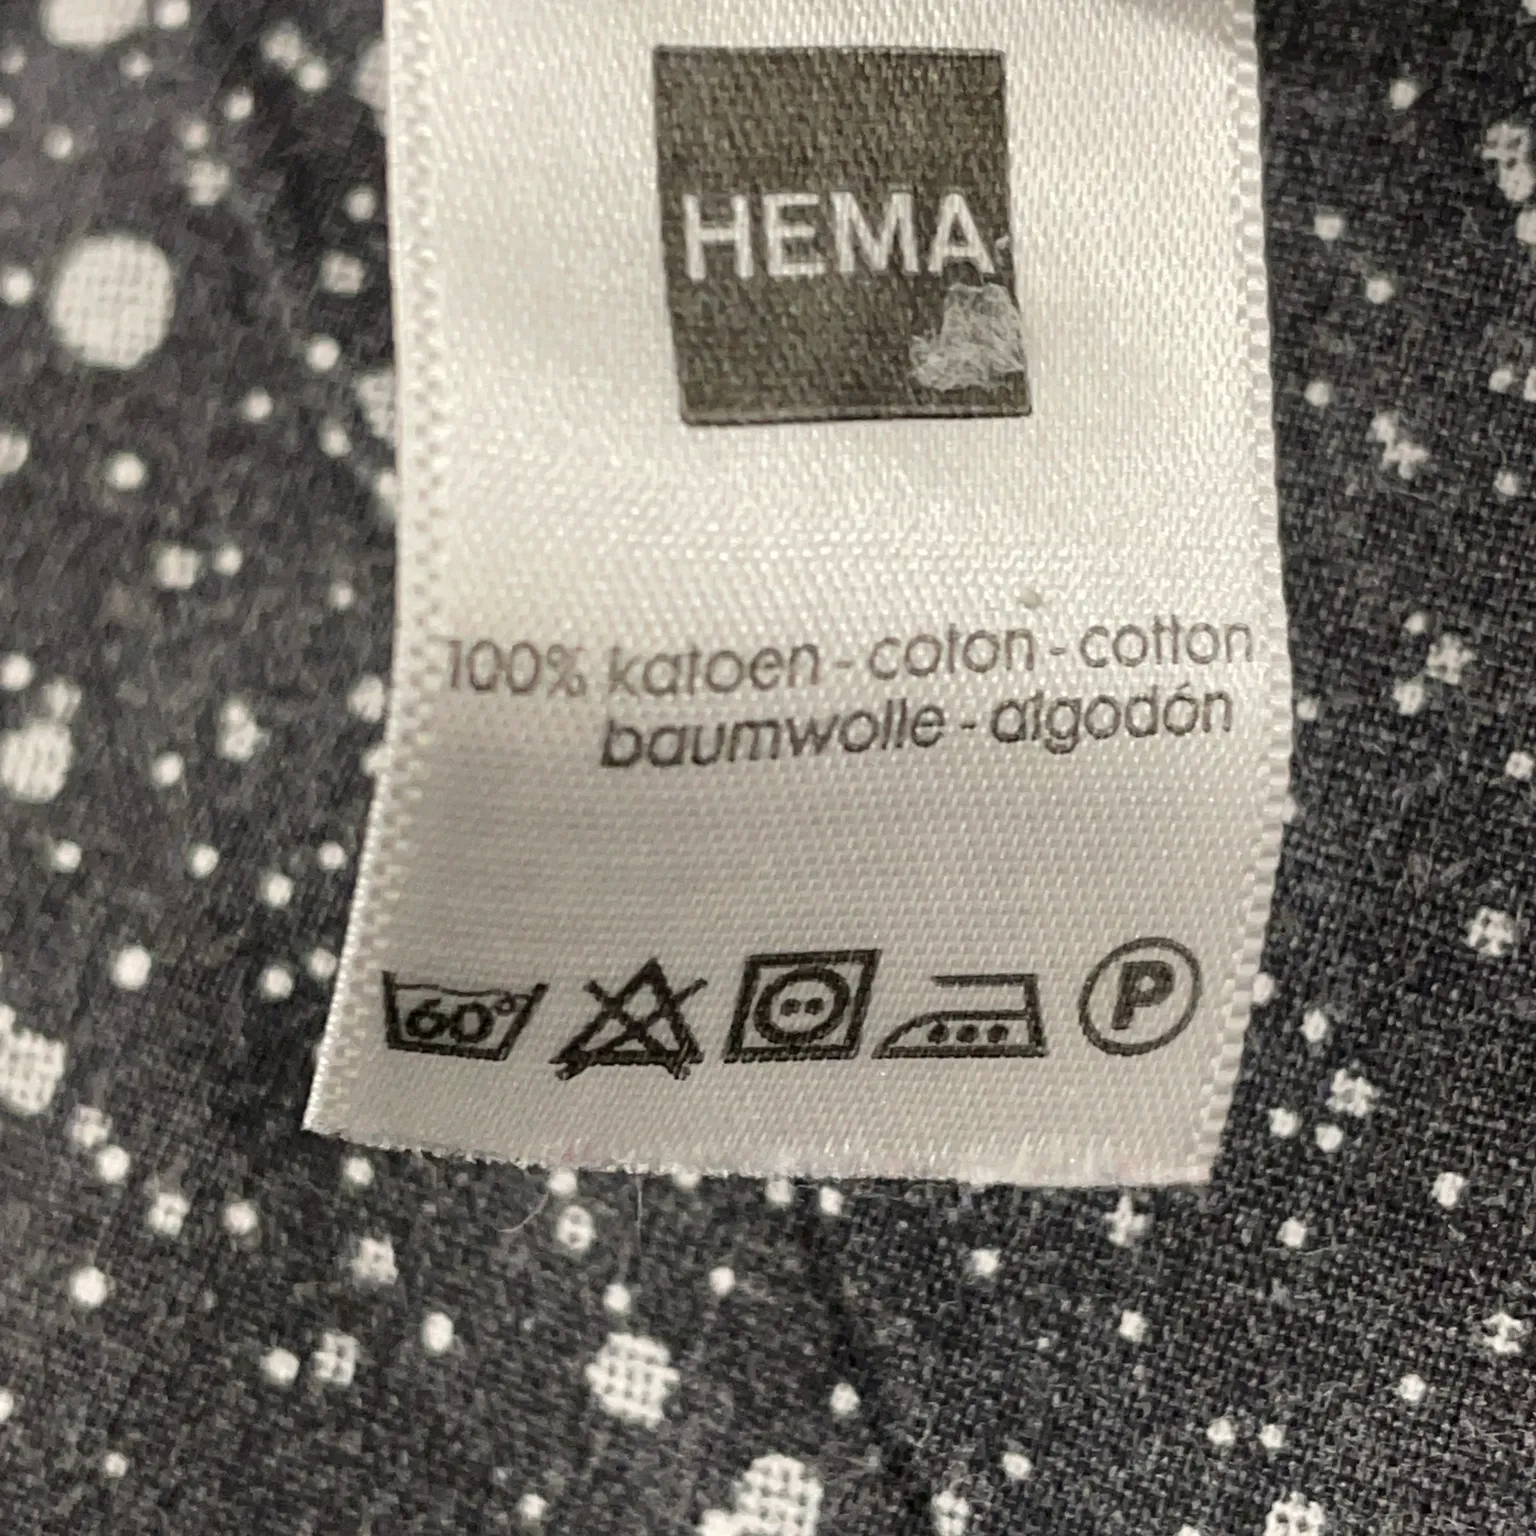 HEMA
100% katoen - coton - cotton
baumwolle - algodón
60° P